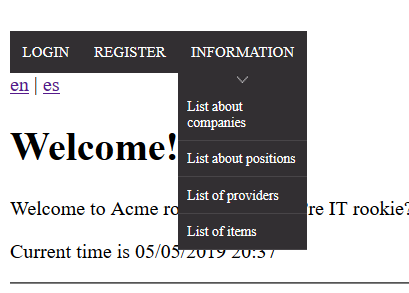 LOGIN REGISTER INFORMATION
en | es
List about
companies
Welcome!
List about positions
List of providers
Welcome to Acme ro re IT rookie?
List of items
Current time is 05/05/2019 20:37